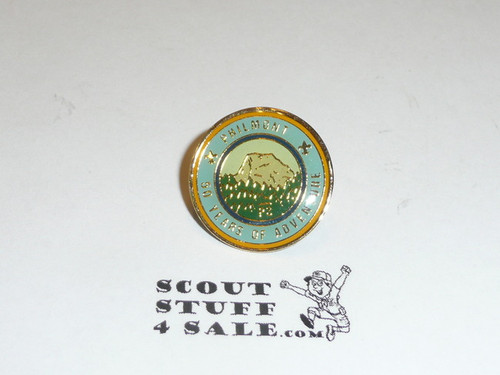 PHILMONT
50 YEARS OF ADVENTURE
SCOUT
STUFF
4 SALE.com